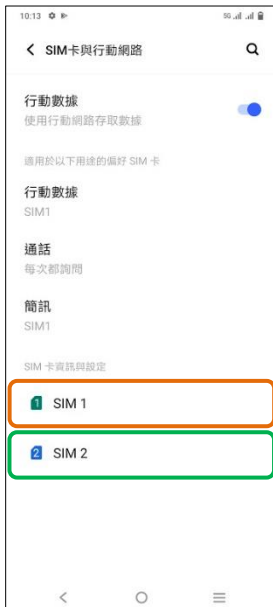 10:13
5G
SIM卡與行動網路
行動數據
使用行動網路存取數據
適用於以下用途的偏好 SIM 卡
行動數據
SIM1
通話
每次都詢問
簡訊
SIM1
SIM 卡資訊與設定
1 SIM 1
2 SIM 2